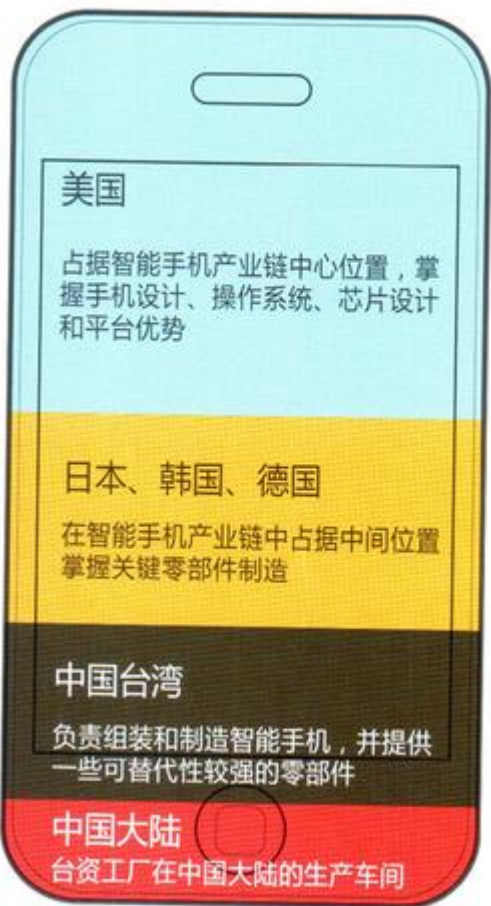 美国
占据智能手机产业链中心位置，掌
握手机设计、操作系统、芯片设计
和平台优势
日本、韩国、德国
在智能手机产业链中占据中间位置
掌握关键零部件制造
中国台湾
负责组装和制造智能手机，并提供
一些可替代性较强的零部件
中国大陆
台资工厂在中国大陆的生产车间